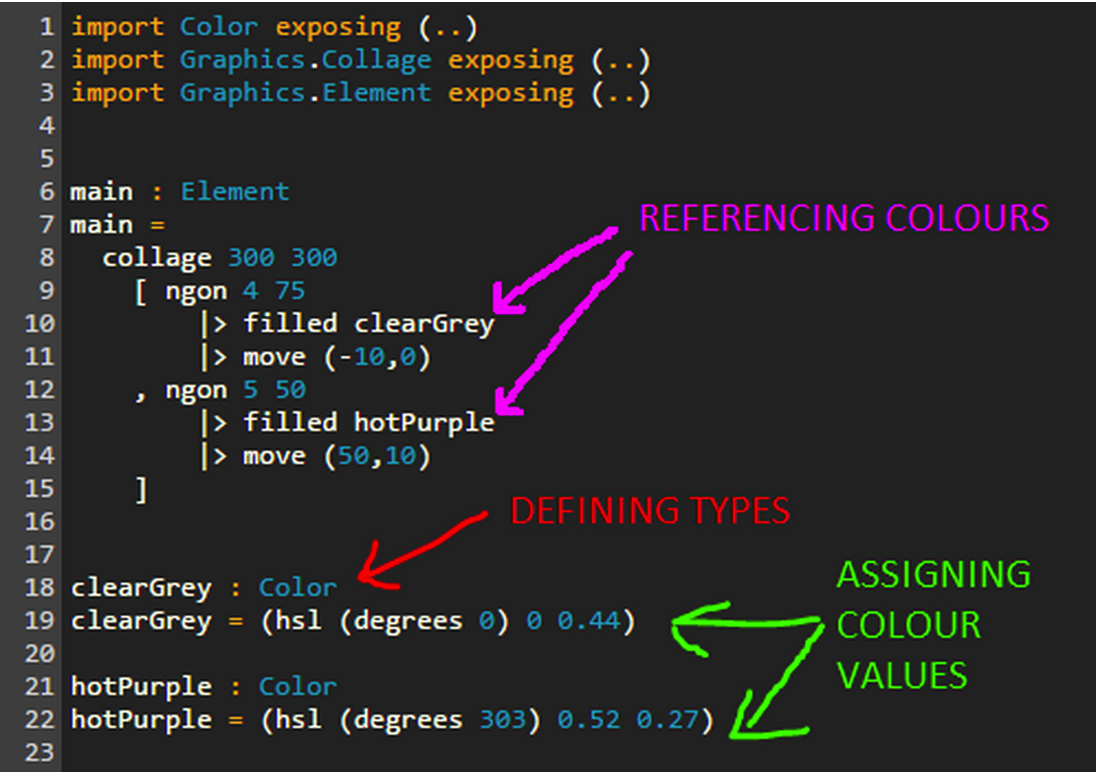 1 import Color exposing (..)
2 import Graphics.Collage exposing (..)
3 import Graphics.Element exposing (..)
4
5
6 main : Element
7 main =
8   collage 300 300
9     [ ngon 4 75
10         |> filled clearGrey
11         |> move (-10,0)
12     , ngon 5 50
13         |> filled hotPurple
14         |> move (50,10)
15     ]
16
17
18 clearGrey : Color
19 clearGrey = (hsl (degrees 0) 0 0.44)
20
21 hotPurple : Color
22 hotPurple = (hsl (degrees 303) 0.52 0.27)
23
REFERENCING COLOURS
DEFINING TYPES
ASSIGNING
COLOUR
VALUES